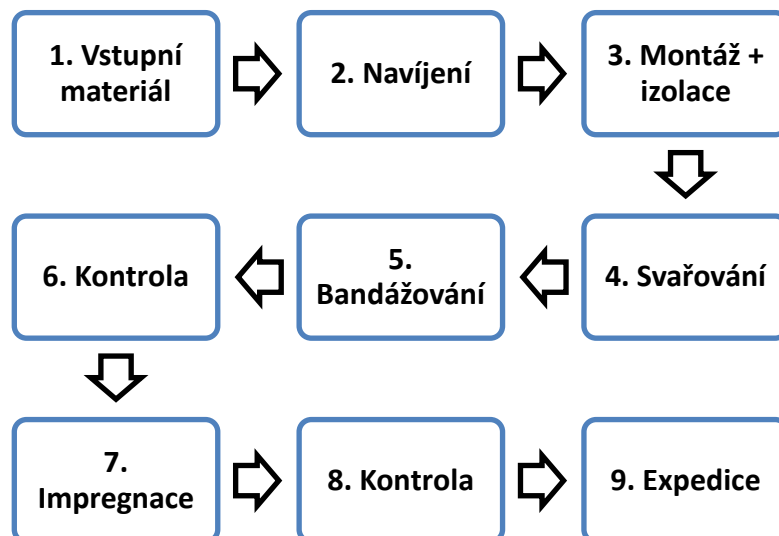 1. Vstupní
materiál
2. Navíjení
3. Montáž +
izolace
4. Svařování
5.
Bandážování
6. Kontrola
7.
Impregnace
8. Kontrola
9. Expedice